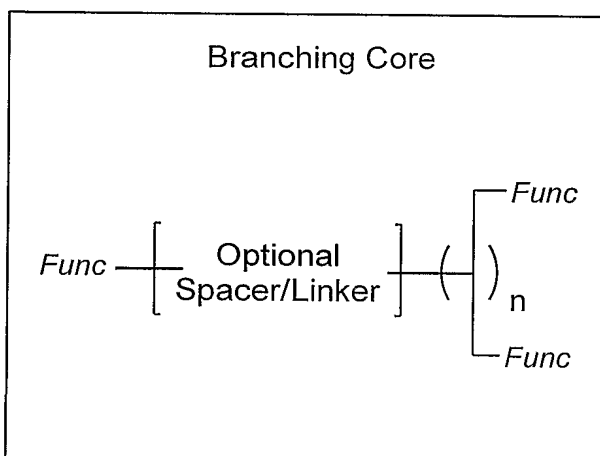 Branching Core
Func
Func
Optional
Spacer/Linker
( ) n
Func